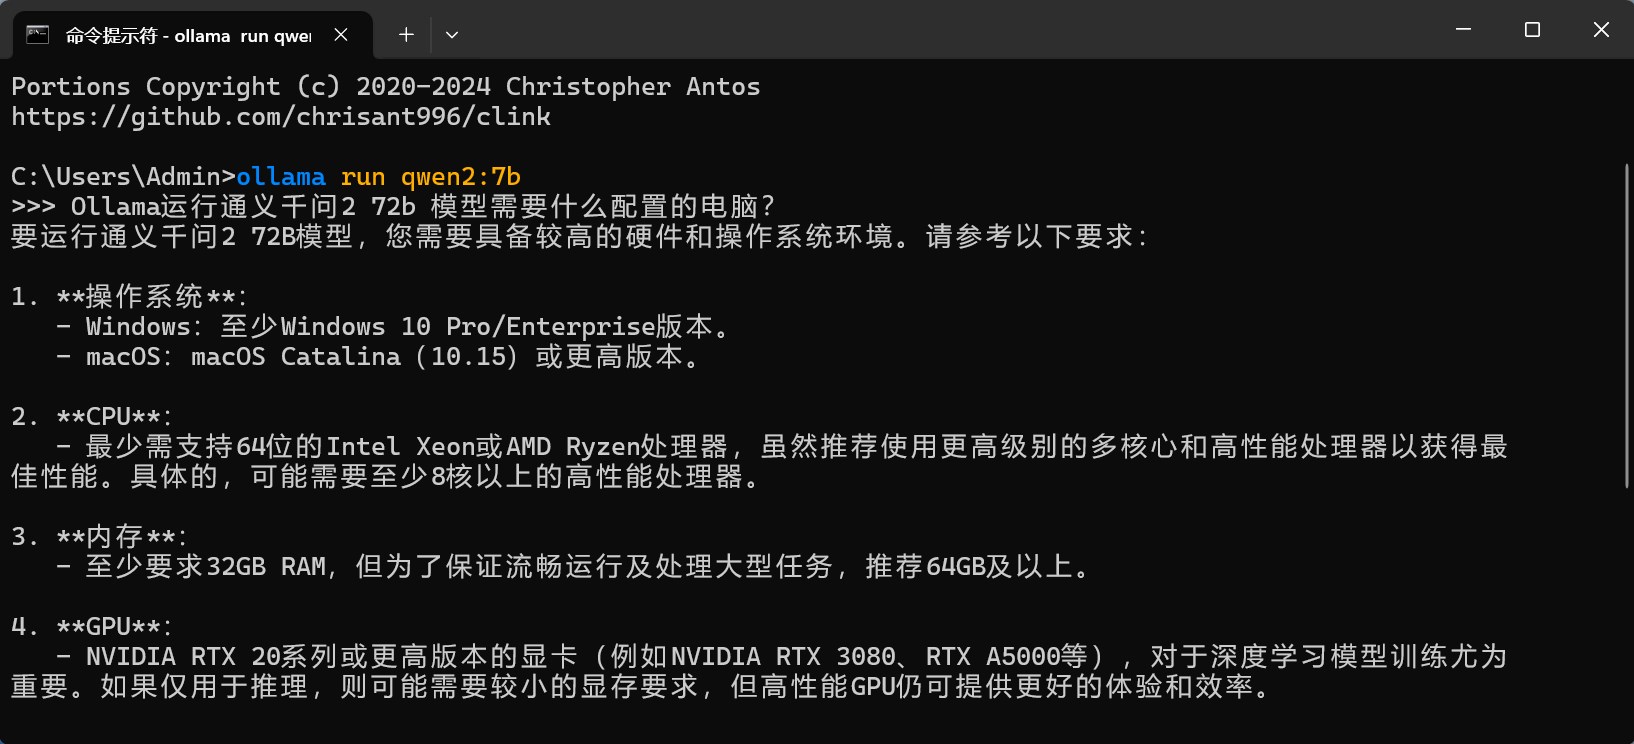 命令提示符 - ollama  run qwe
Portions Copyright (c) 2020-2024 Christopher Antos
https://github.com/chrisant996/clink
C:\Users\Admin>ollama run qwen2:7b
>>> Ollama运行通义千问2 72b 模型需要什么配置的电脑？
要运行通义千问2 72B模型，您需要具备较高的硬件和操作系统环境。请参考以下要求：
1. **操作系统**：
   - Windows：至少Windows 10 Pro/Enterprise版本。
   - macOS：macOS Catalina（10.15）或更高版本。
2. **CPU**：
   - 最少需支持64位的Intel Xeon或AMD Ryzen处理器，虽然推荐使用更高级别的多核心和高性能处理器以获得最
佳性能。具体的，可能需要至少8核以上的高性能处理器。
3. **内存**：
   - 至少要求32GB RAM，但为了保证流畅运行及处理大型任务，推荐64GB及以上。
4. **GPU**：
   - NVIDIA RTX 20系列或更高版本的显卡（例如NVIDIA RTX 3080、RTX A5000等），对于深度学习模型训练尤为
重要。如果仅用于推理，则可能需要较小的显存要求，但高性能GPU仍可提供更好的体验和效率。